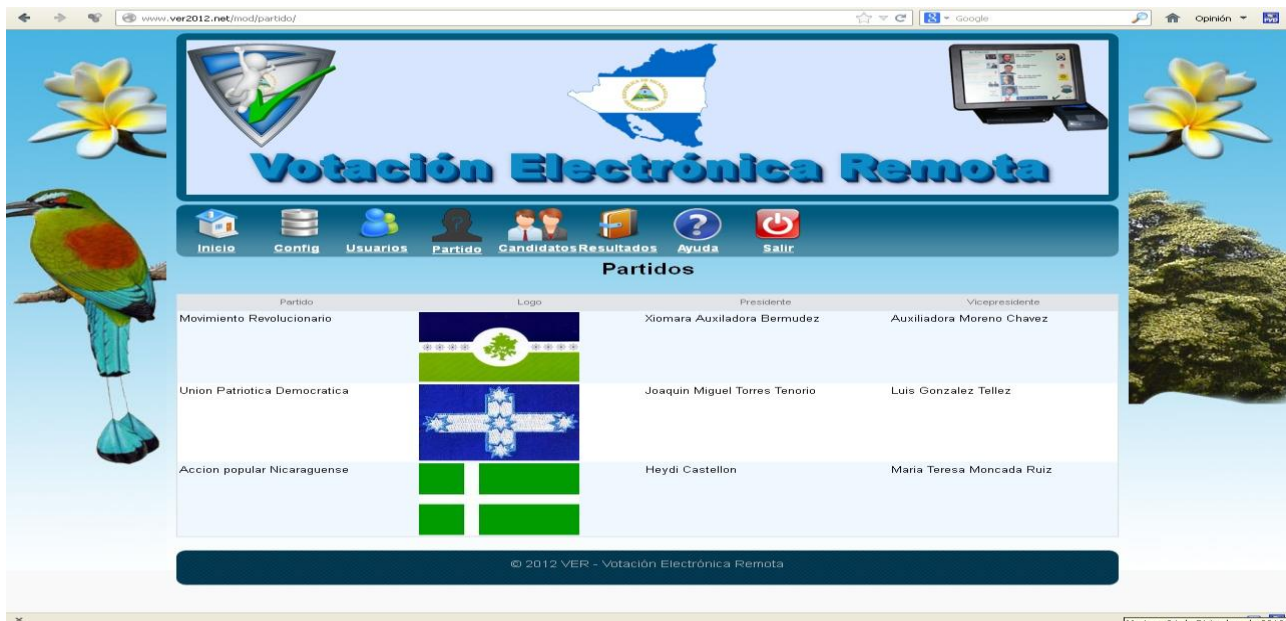 www.ver2012.net/mod/partido/
Google
Opinión
Votación Electrónica Remota
Inicio Config Usuarios Partido Candidatos Resultados Ayuda Salir
Partidos
Partido Logo Presidente Vicepresidente
Movimiento Revolucionario Xiomara Auxiladora Bermudez Auxiliadora Moreno Chavez
Union Patriotica Democratica Joaquin Miguel Torres Tenorio Luis Gonzalez Tellez
Accion popular Nicaraguense Heydi Castellon Maria Teresa Moncada Ruiz
© 2012 VER - Votación Electrónica Remota